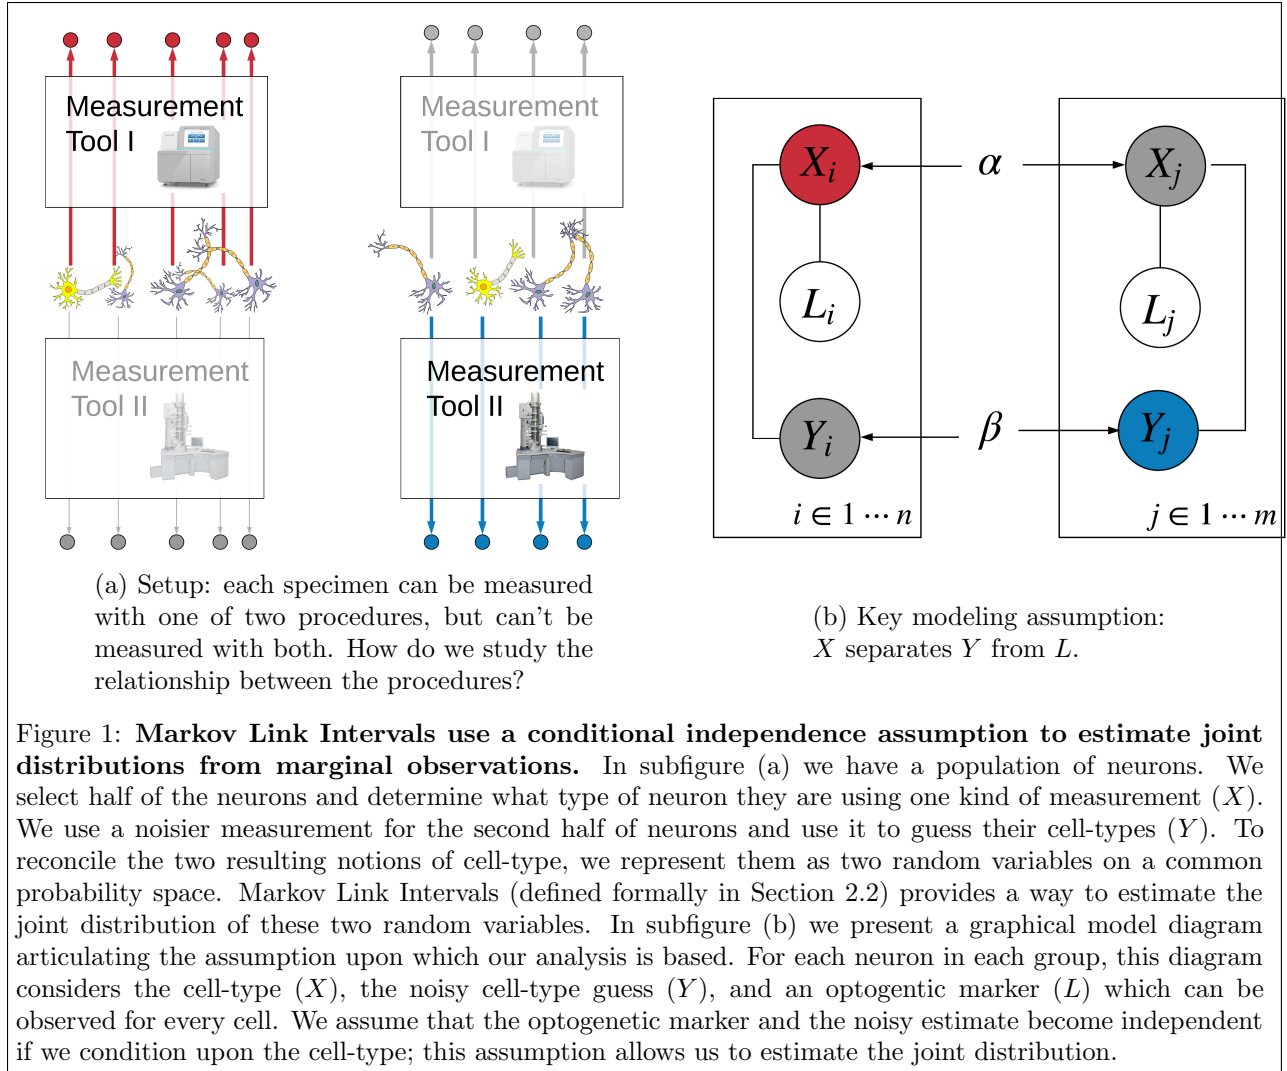 Measurement
Tool I
Measurement
Tool I
Measurement
Tool II
Measurement
Tool II
(a) Setup: each specimen can be measured
with one of two procedures, but can't be
measured with both. How do we study the
relationship between the procedures?
X_i
α
X_j
L_i
L_j
Y_i
β
Y_j
i ∈ 1 ⋯ n
j ∈ 1 ⋯ m
(b) Key modeling assumption:
X separates Y from L.
Figure 1: Markov Link Intervals use a conditional independence assumption to estimate joint
distributions from marginal observations. In subfigure (a) we have a population of neurons. We
select half of the neurons and determine what type of neuron they are using one kind of measurement (X).
We use a noisier measurement for the second half of neurons and use it to guess their cell-types (Y). To
reconcile the two resulting notions of cell-type, we represent them as two random variables on a common
probability space. Markov Link Intervals (defined formally in Section 2.2) provides a way to estimate the
joint distribution of these two random variables. In subfigure (b) we present a graphical model diagram
articulating the assumption upon which our analysis is based. For each neuron in each group, this diagram
considers the cell-type (X), the noisy cell-type guess (Y), and an optogentic marker (L) which can be
observed for every cell. We assume that the optogenetic marker and the noisy estimate become independent
if we condition upon the cell-type; this assumption allows us to estimate the joint distribution.